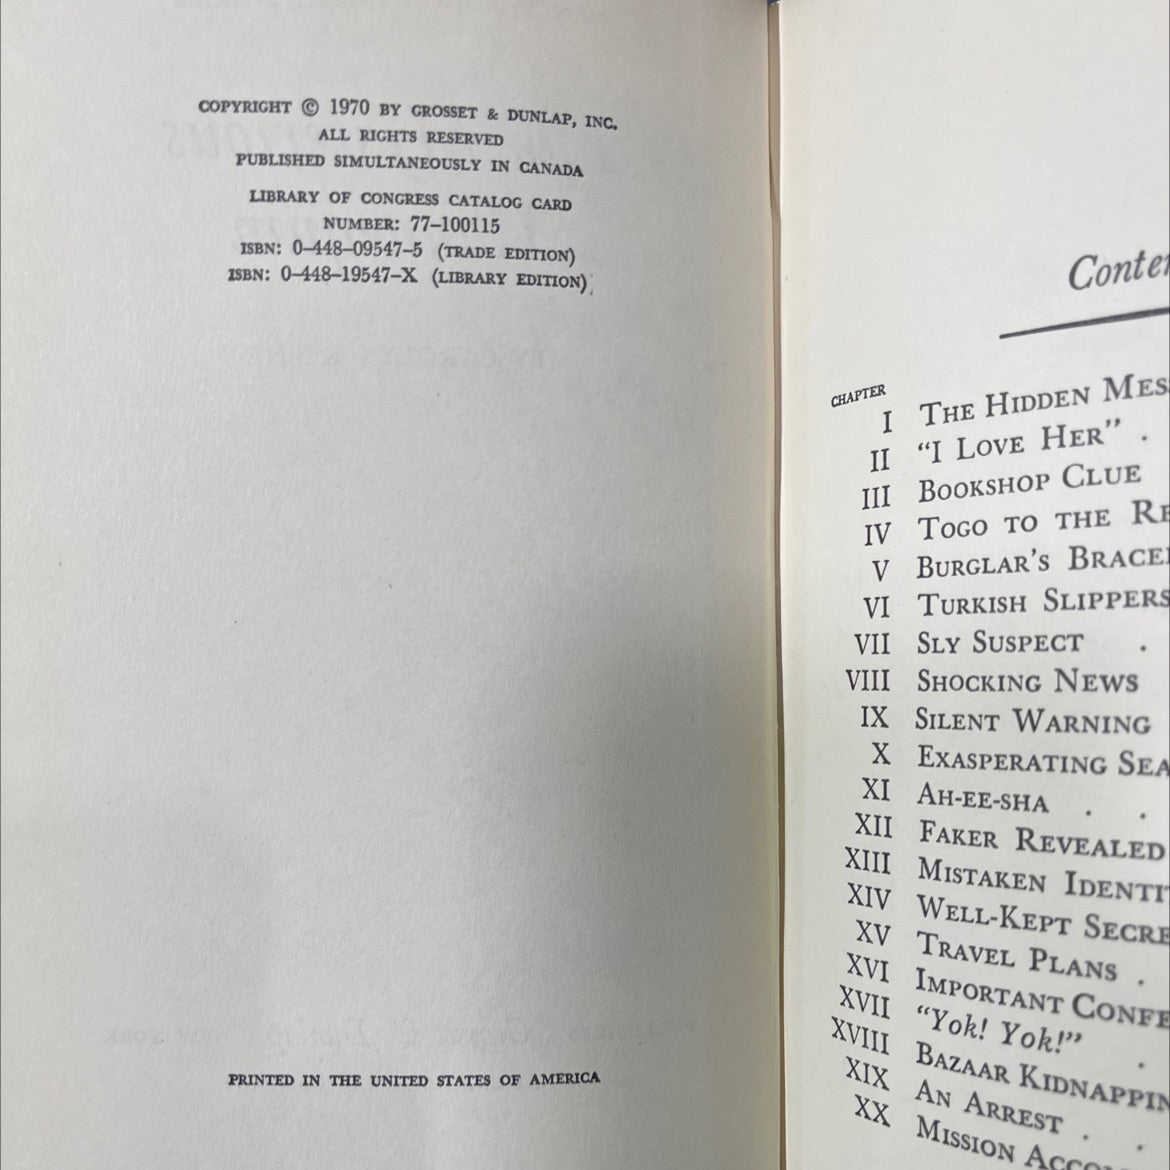 COPYRIGHT © 1970 BY GROSSET & DUNLAP, INC.
ALL RIGHTS RESERVED
PUBLISHED SIMULTANEOUSLY IN CANADA
LIBRARY OF CONGRESS CATALOG CARD
NUMBER: 77–100115
ISBN: 0–448–09547–5 (TRADE EDITION)
ISBN: 0–448–19547–X (LIBRARY EDITION)
PRINTED IN THE UNITED STATES OF AMERICA
CHAPTER
I THE HIDDEN
II “I LOVE HER” .
III BOOKSHOP CLUE
IV TOGO TO THE
V BURGLAR'S
VI TURKISH SLIPPERS
VII SLY SUSPECT .
VIII SHOCKING NEWS
IX SILENT WARNING
X EXASPERATING
XI AH-EE-SHA . .
XII FAKER REVEALED
XIII MISTAKEN
XIV WELL-KEPT
XV TRAVEL PLANS .
XVI IMPORTANT
XVII “Yok! Yok!” .
XVIII BAZAAR
XIX AN ARREST . .
XX MISSION